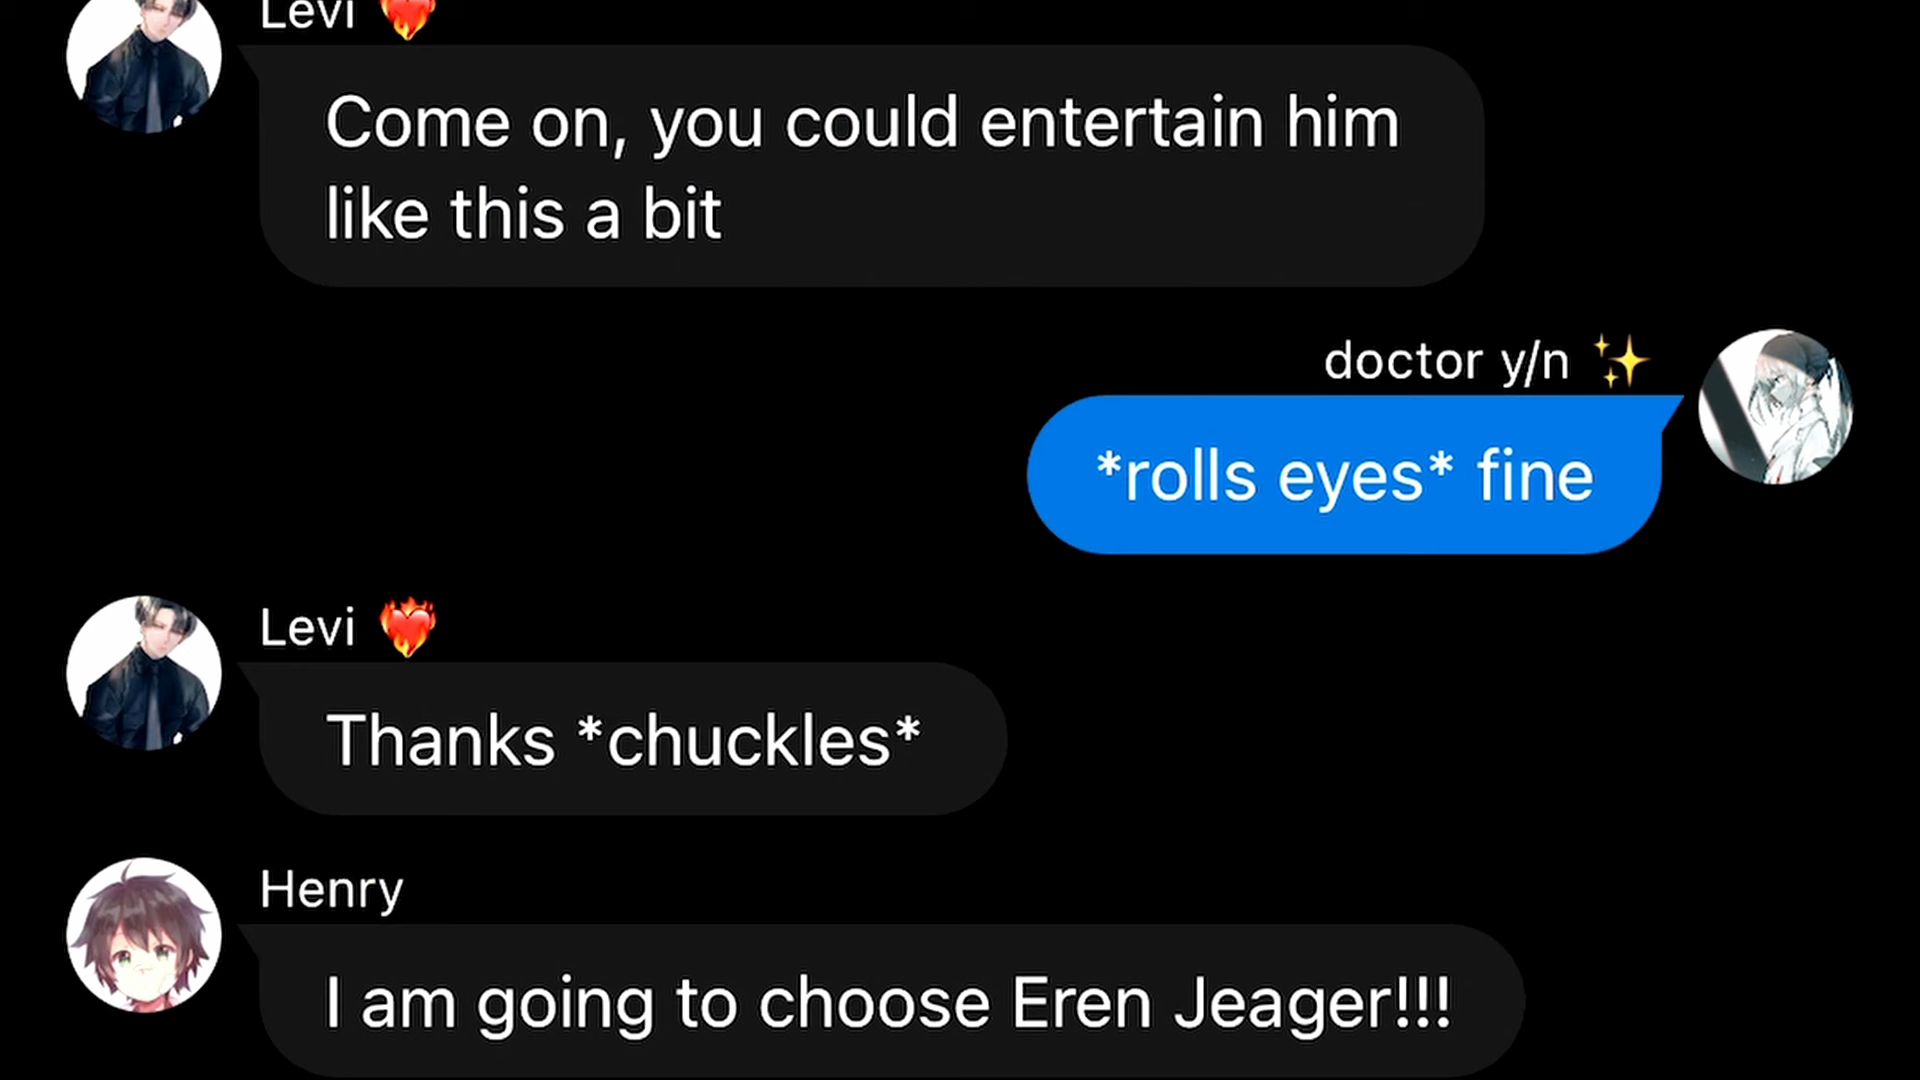 Levi ❤️‍🔥
Come on, you could entertain him
like this a bit
doctor y/n ✨
*rolls eyes* fine
Levi ❤️‍🔥
Thanks *chuckles*
Henry
I am going to choose Eren Jeager!!!